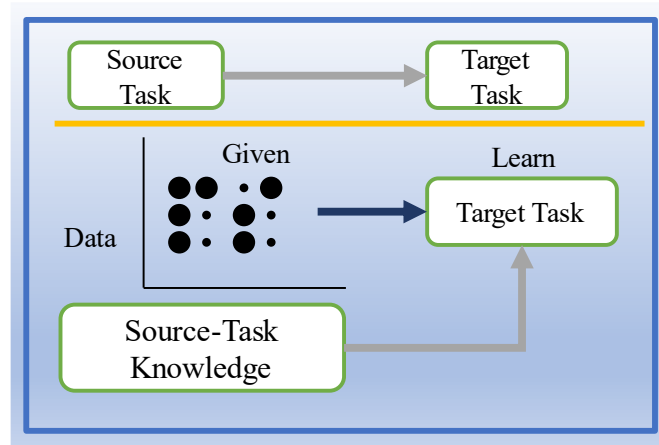 Source
Task
Target
Task
Given
Learn
Data
Target Task
Source-Task
Knowledge